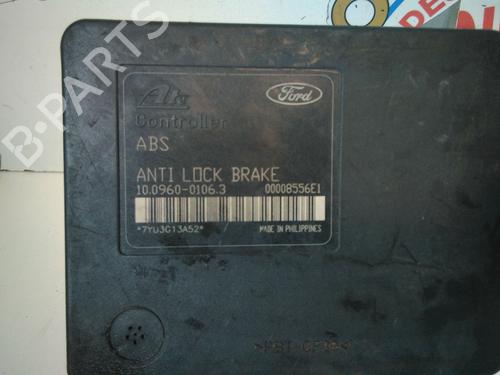 B-PARTS
Ate
Ford
Controller
ABS
ANTI LOCK BRAKE
10.0960-0106.3 00008556E1
*7YU3G13A52*
MADE IN PHILIPPINES